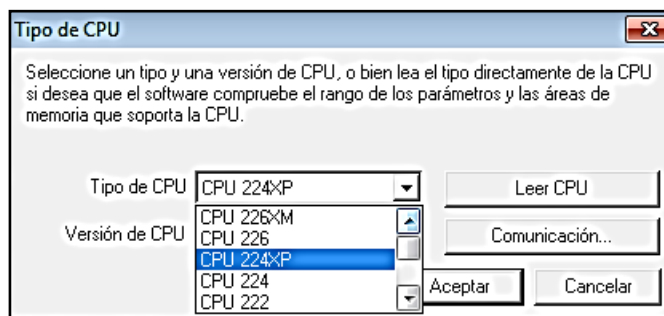 Tipo de CPU
Seleccione un tipo y una versión de CPU, o bien lea el tipo directamente de la CPU
si desea que el software compruebe el rango de los parámetros y las áreas de
memoria que soporta la CPU.
Tipo de CPU CPU 224XP Leer CPU
CPU 226XM
Versión de CPU CPU 226 Comunicación...
CPU 224XP
CPU 224 Aceptar Cancelar
CPU 222